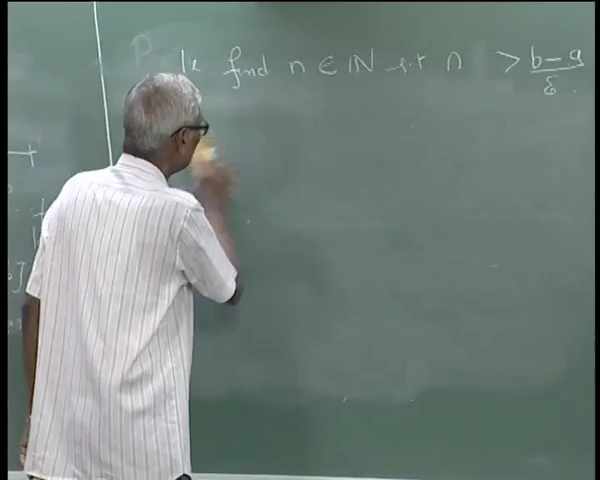 find n ∈ ℕ s.t n > (b-a)/ε.